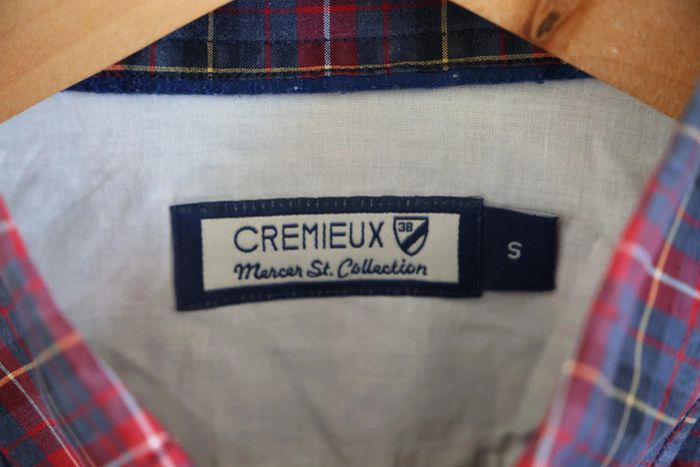 CREMIEUX 38
Mercer St. Collection
S